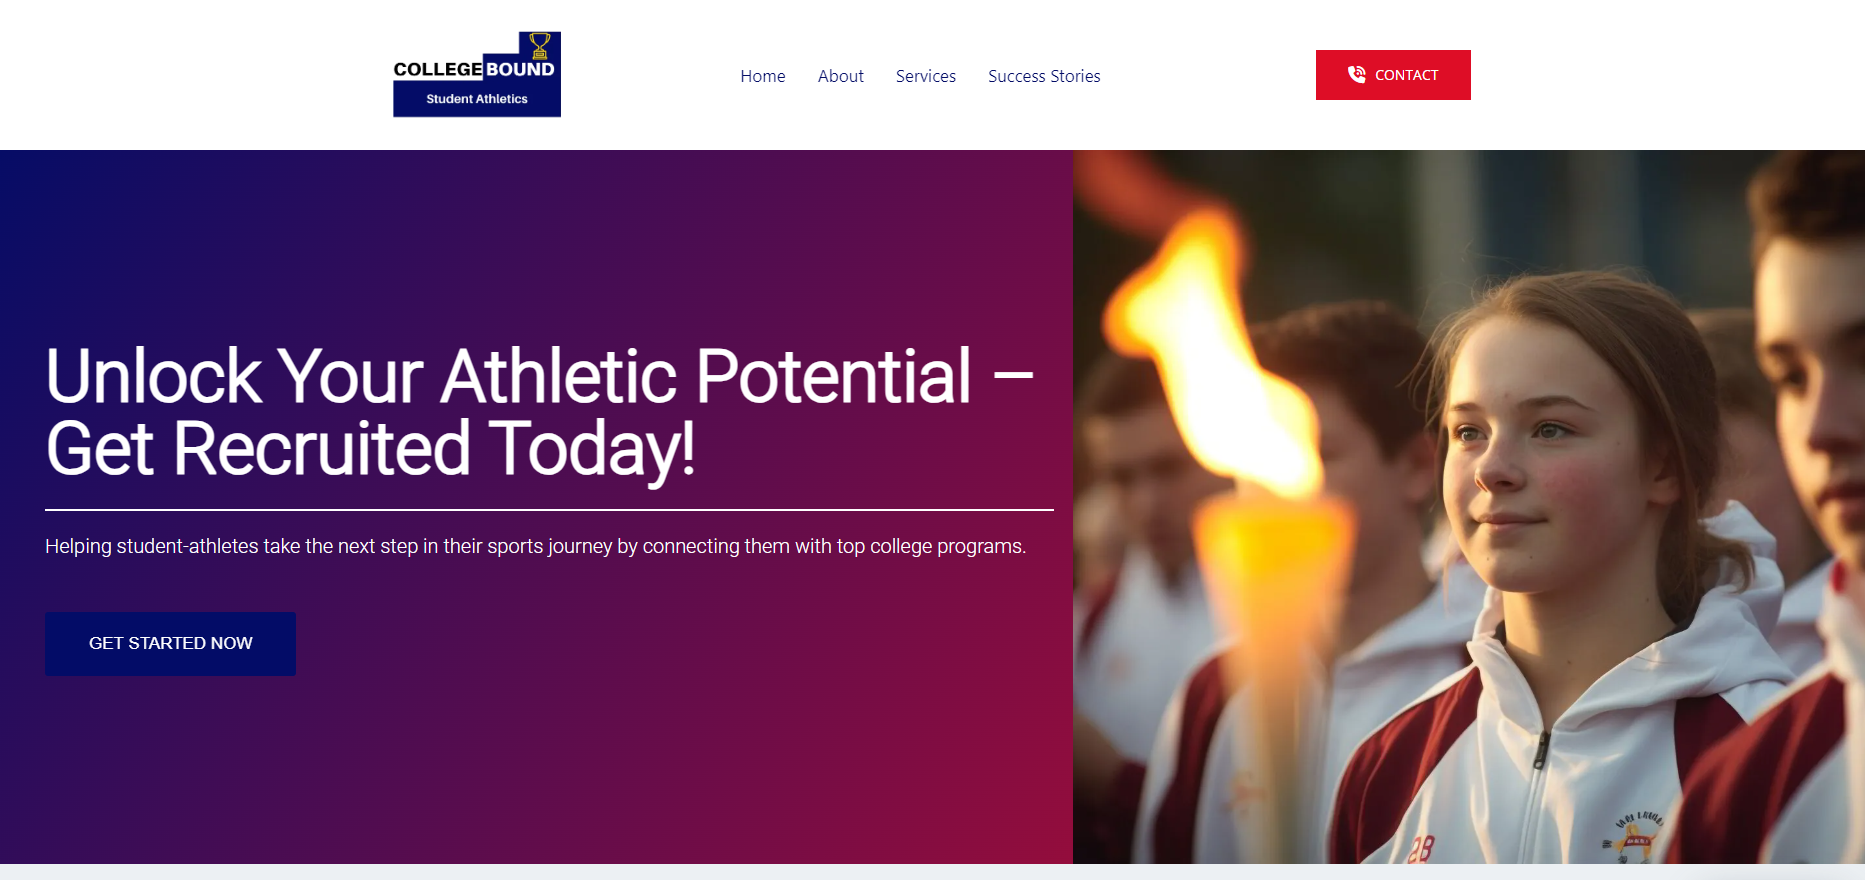 COLLEGE BOUND
Student Athletics
Home
About
Services
Success Stories
CONTACT
Unlock Your Athletic Potential –
Get Recruited Today!
Helping student-athletes take the next step in their sports journey by connecting them with top college programs.
GET STARTED NOW